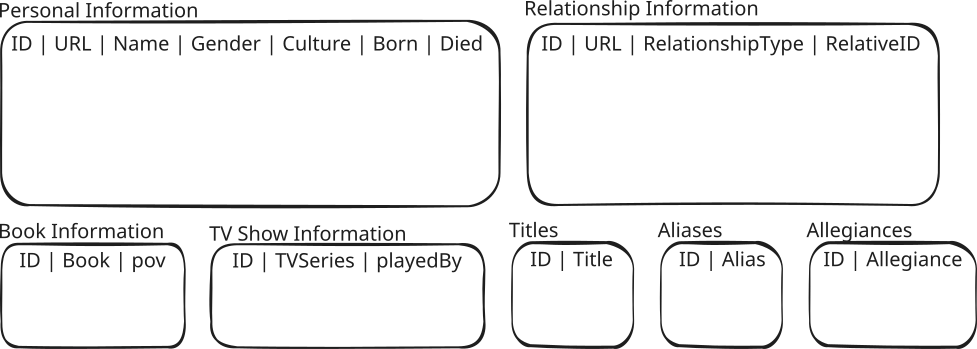 Personal Information
ID | URL | Name | Gender | Culture | Born | Died
Relationship Information
ID | URL | RelationshipType | RelativeID
Book Information
ID | Book | pov
TV Show Information
ID | TVSeries | playedBy
Titles
ID | Title
Aliases
ID | Alias
Allegiances
ID | Allegiance